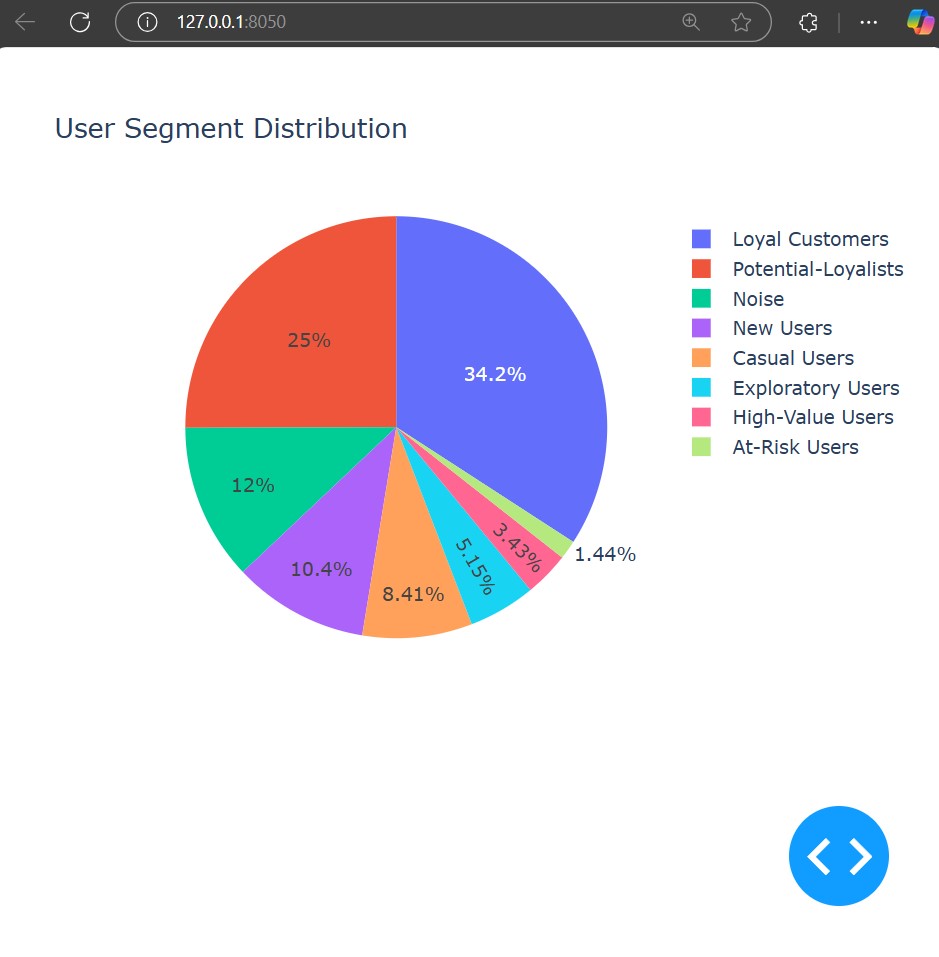 127.0.0.1:8050
User Segment Distribution
Loyal Customers
Potential-Loyalists
Noise
New Users
Casual Users
Exploratory Users
High-Value Users
At-Risk Users
25%
34.2%
12%
10.4%
8.41%
5.15%
3.43%
1.44%